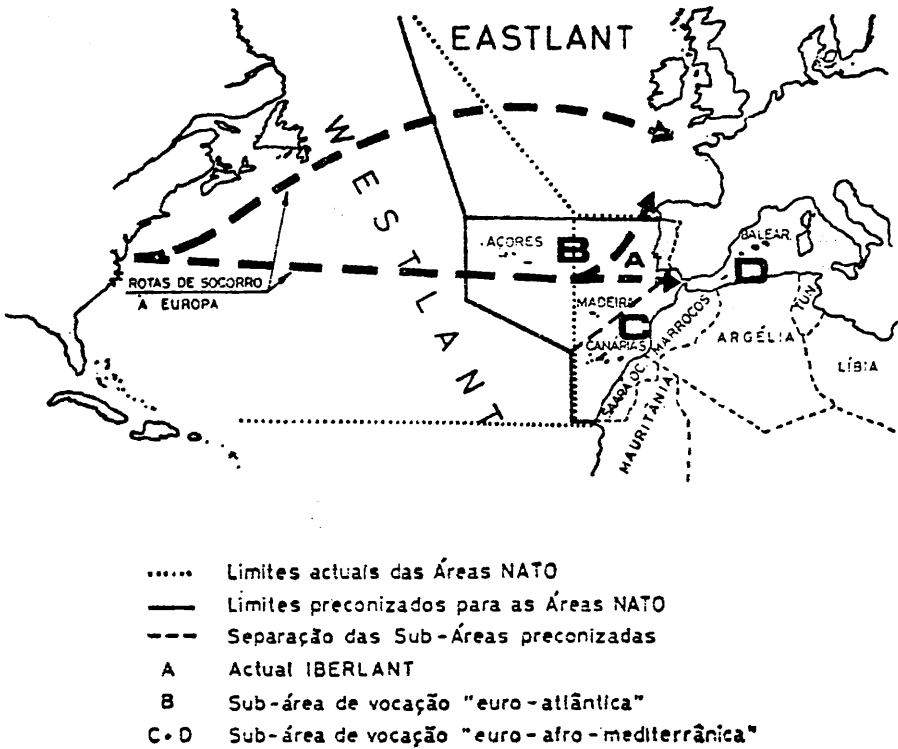 EASTLANT
WESTLANT
AÇORES
B
A
BALEAR.
D
ROTAS DE SOCORRO
À EUROPA
MADEIRA
C
CANÁRIAS
MARROCOS
ARGÉLIA
TUN.
LÍBIA
SAARA OC.
MAURITÂNIA
Limites actuais das Áreas NATO
Limites preconizados para as Áreas NATO
Separação das Sub-Áreas preconizadas
A Actual IBERLANT
B Sub-área de vocação "euro-atlântica"
C•D Sub-área de vocação "euro-afro-mediterrânica"